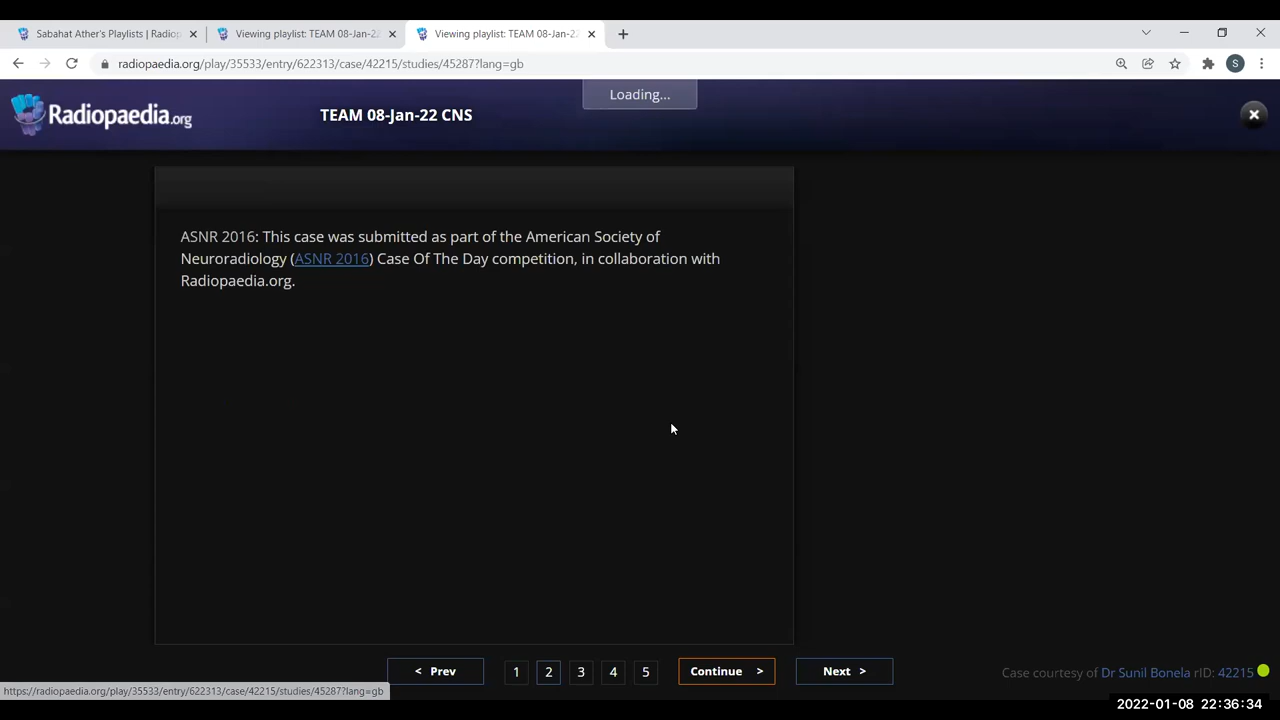 Sabahat Ather's Playlists | Radiop
Viewing playlist: TEAM 08-Jan-2
Viewing playlist: TEAM 08-Jan-22
radiopaedia.org/play/35533/entry/622313/case/42215/studies/45287?lang=gb
S
Loading...
Radiopaedia.org
TEAM 08-Jan-22 CNS
ASNR 2016: This case was submitted as part of the American Society of
Neuroradiology (ASNR 2016) Case Of The Day competition, in collaboration with
Radiopaedia.org.
< Prev 1 2 3 4 5 Continue > Next >
Case courtesy of Dr Sunil Bonela rID: 42215
https://radiopaedia.org/play/35533/entry/622313/case/42215/studies/45287?lang=gb
2022-01-08 22:36:34